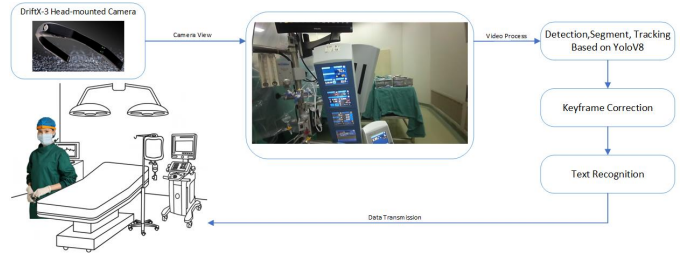 DriftX-3 Head-mounted Camera
Camera View
Video Process
Detection,Segment, Tracking
Based on YoloV8
Keyframe Correction
Text Recognition
Data Transmission